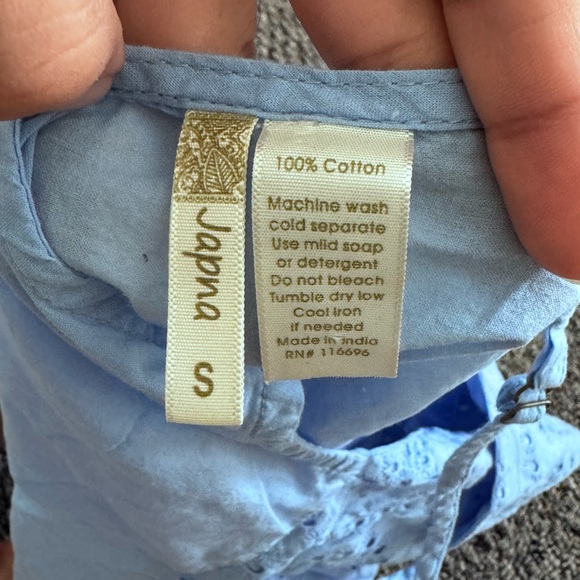 Japna
S
100% Cotton
Machine wash
cold separate
Use mild soap
or detergent
Do not bleach
Tumble dry low
Cool Iron
if needed
Made in India
RN# 116696